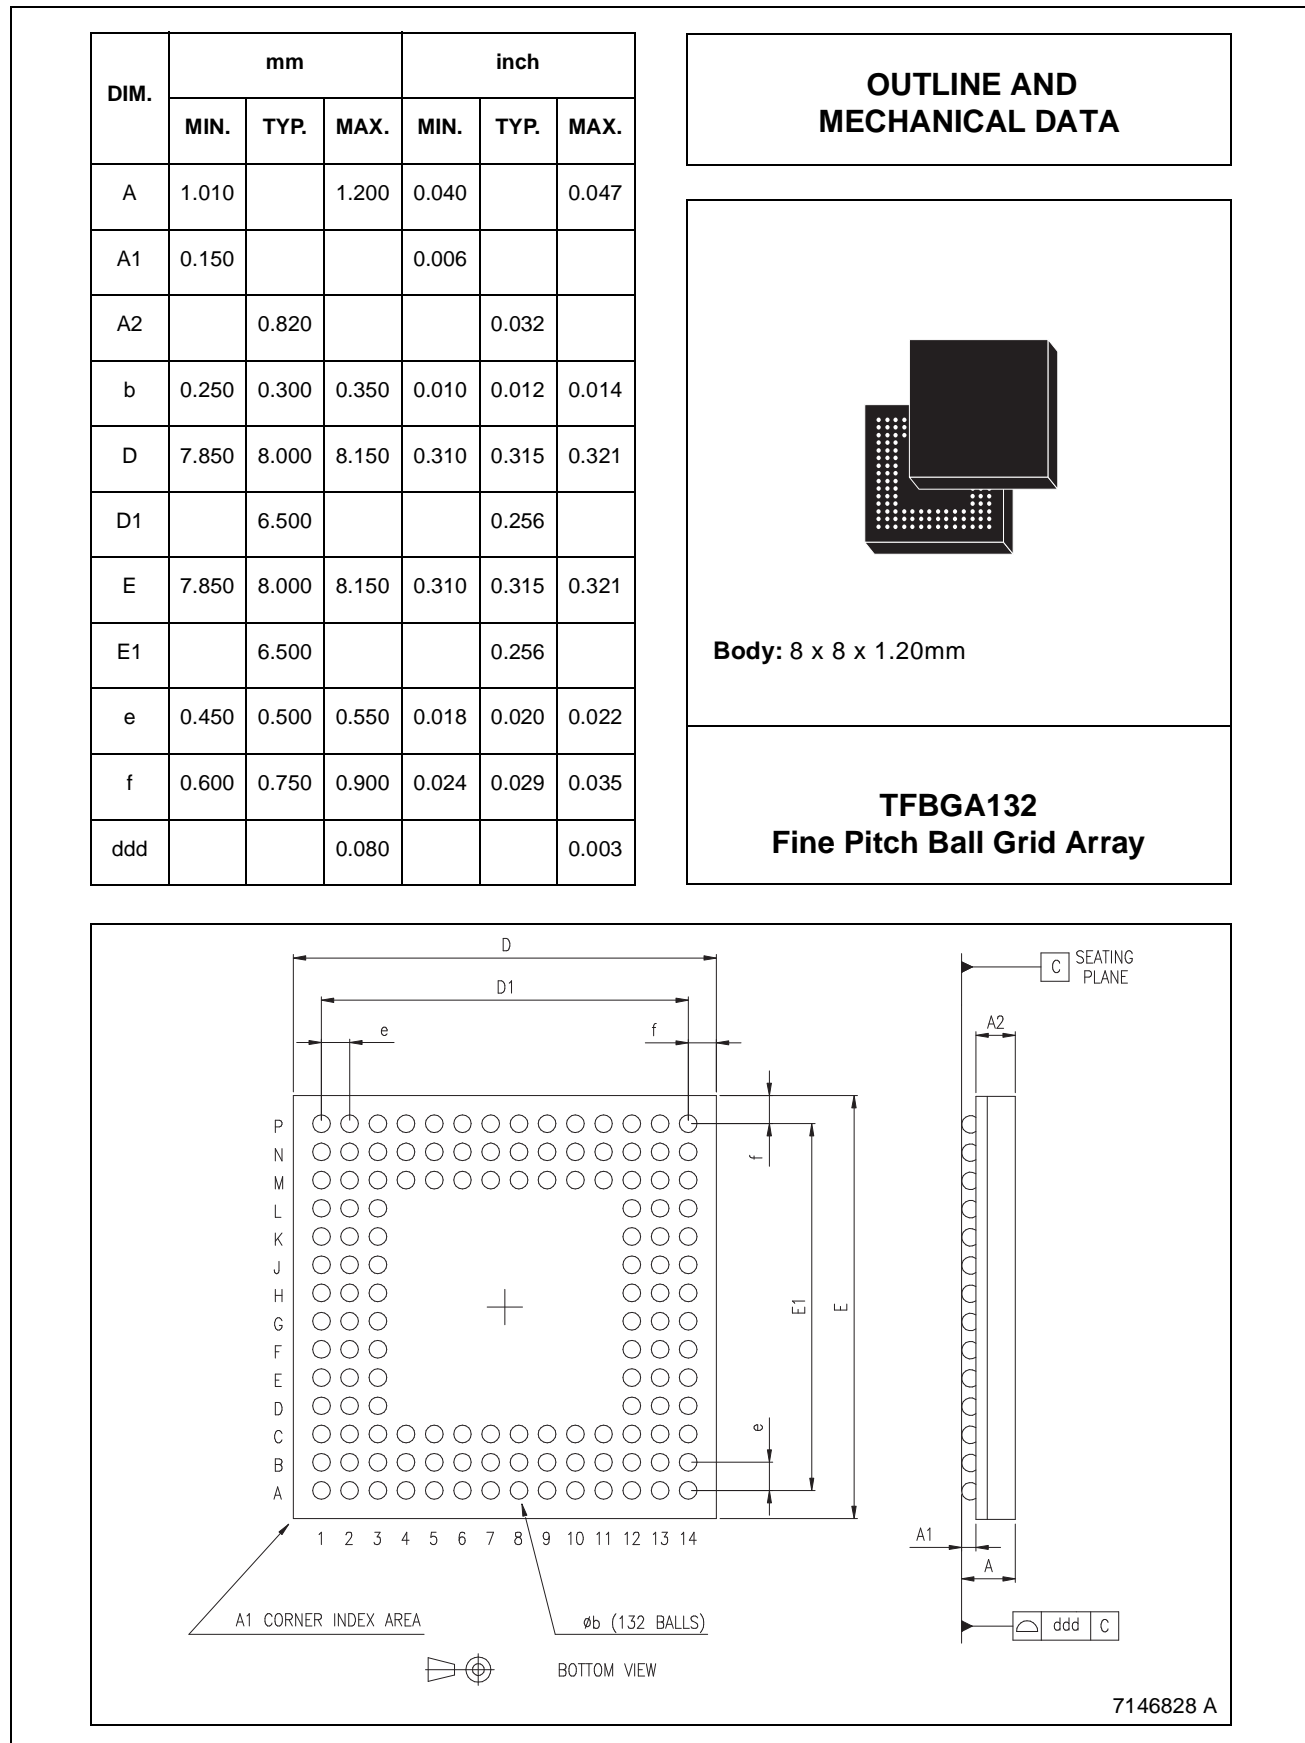 DIM. mm inch
MIN. TYP. MAX. MIN. TYP. MAX.
A 1.010 1.200 0.040 0.047
A1 0.150 0.006
A2 0.820 0.032
b 0.250 0.300 0.350 0.010 0.012 0.014
D 7.850 8.000 8.150 0.310 0.315 0.321
D1 6.500 0.256
E 7.850 8.000 8.150 0.310 0.315 0.321
E1 6.500 0.256
e 0.450 0.500 0.550 0.018 0.020 0.022
f 0.600 0.750 0.900 0.024 0.029 0.035
ddd 0.080 0.003
OUTLINE AND
MECHANICAL DATA
Body: 8 x 8 x 1.20mm
TFBGA132
Fine Pitch Ball Grid Array
D
D1
e
f
f
P
N
M
L
K
J
H
G
F
E
D
C
B
A
E1
E
e
1 2 3 4 5 6 7 8 9 10 11 12 13 14
A1 CORNER INDEX AREA
øb (132 BALLS)
BOTTOM VIEW
C SEATING
PLANE
A2
A1
A
ddd C
7146828 A